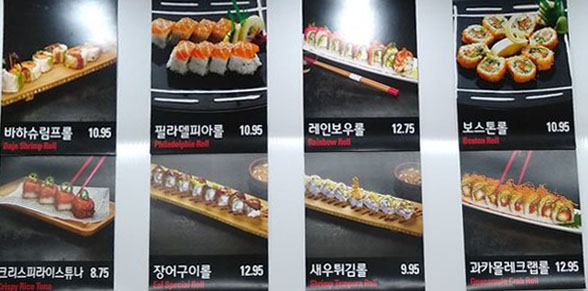 바하슈림프롤 10.95
Baja Shrimp Roll
필라델피아롤 10.95
Philadelphia Roll
레인보우롤 12.75
Rainbow Roll
보스톤롤 10.95
Boston Roll
크리스피라이스튜나 8.75
Crispy Rice Tuna
장어구이롤 12.95
Eel Special Roll
새우튀김롤 9.95
Shrimp Tempura Roll
과카몰레크랩롤 12.95
Guacamole Crab Roll